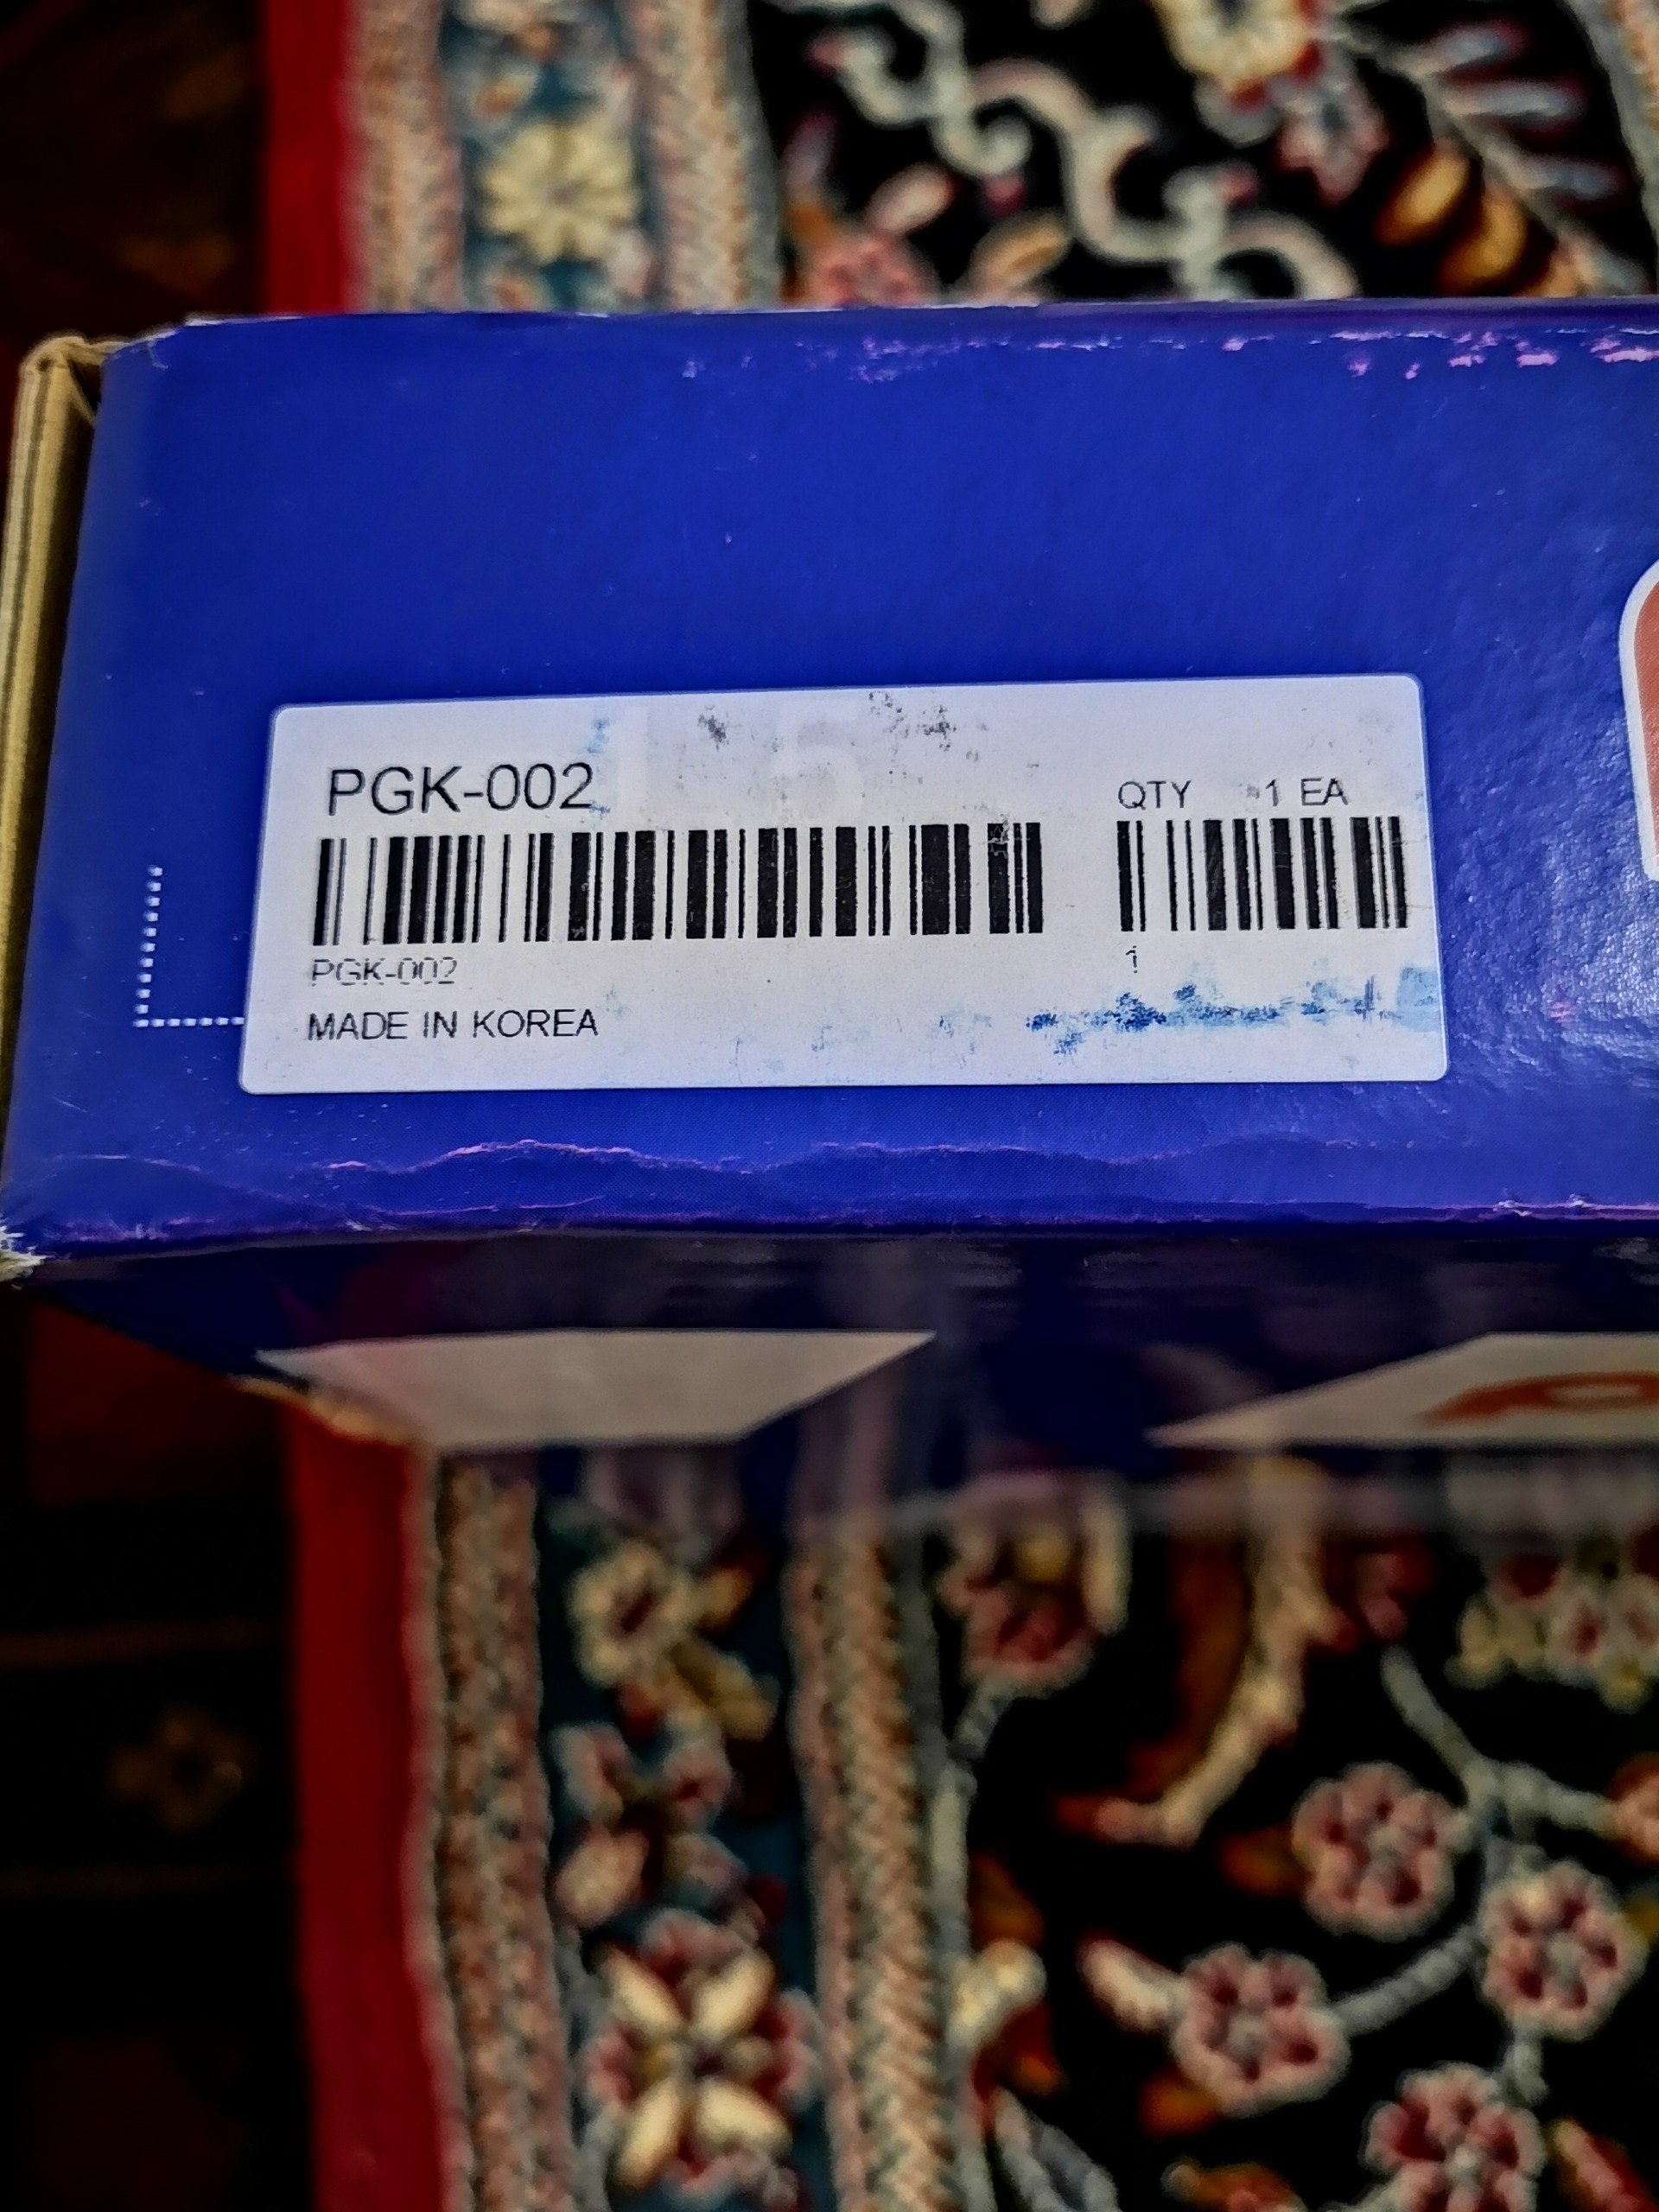 PGK-002
QTY 1 EA
PGK-002
1
MADE IN KOREA